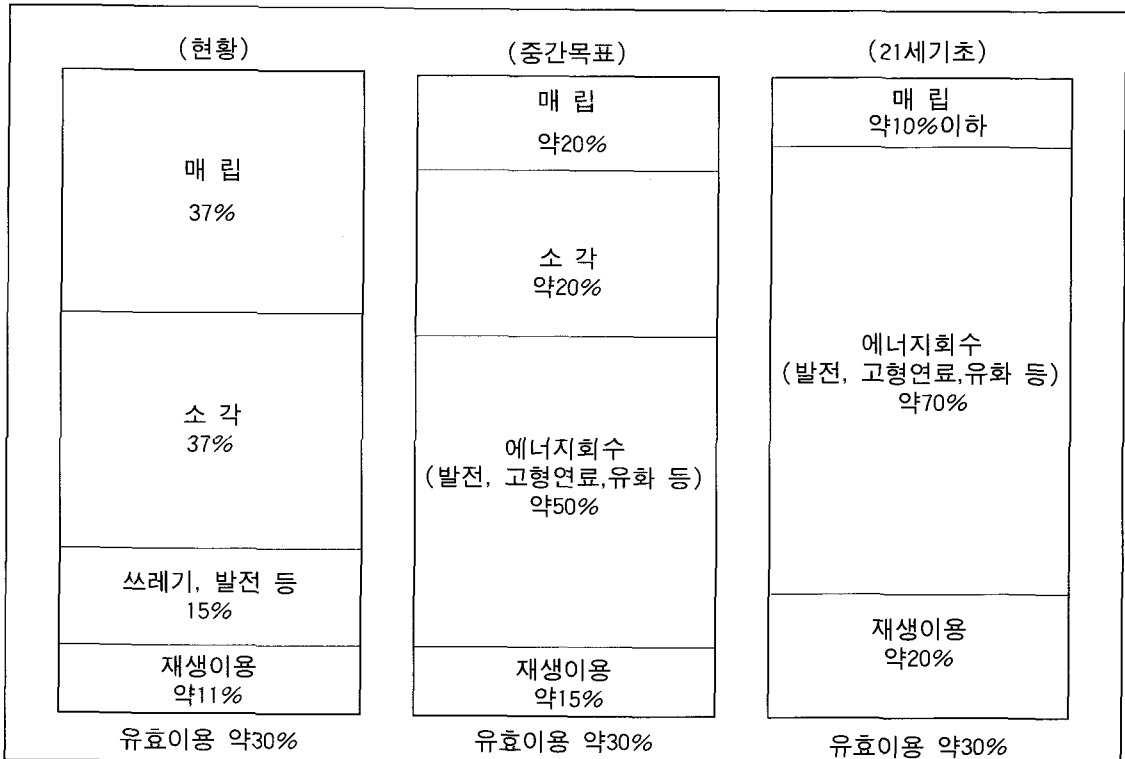 (현황)
매 립
37%
소 각
37%
쓰레기, 발전 등
15%
재생이용
약11%
유효이용 약30%
(중간목표)
매 립
약20%
소 각
약20%
에너지회수
(발전, 고형연료,유화 등)
약50%
재생이용
약15%
유효이용 약30%
(21세기초)
매 립
약10%이하
에너지회수
(발전, 고형연료,유화 등)
약70%
재생이용
약20%
유효이용 약30%